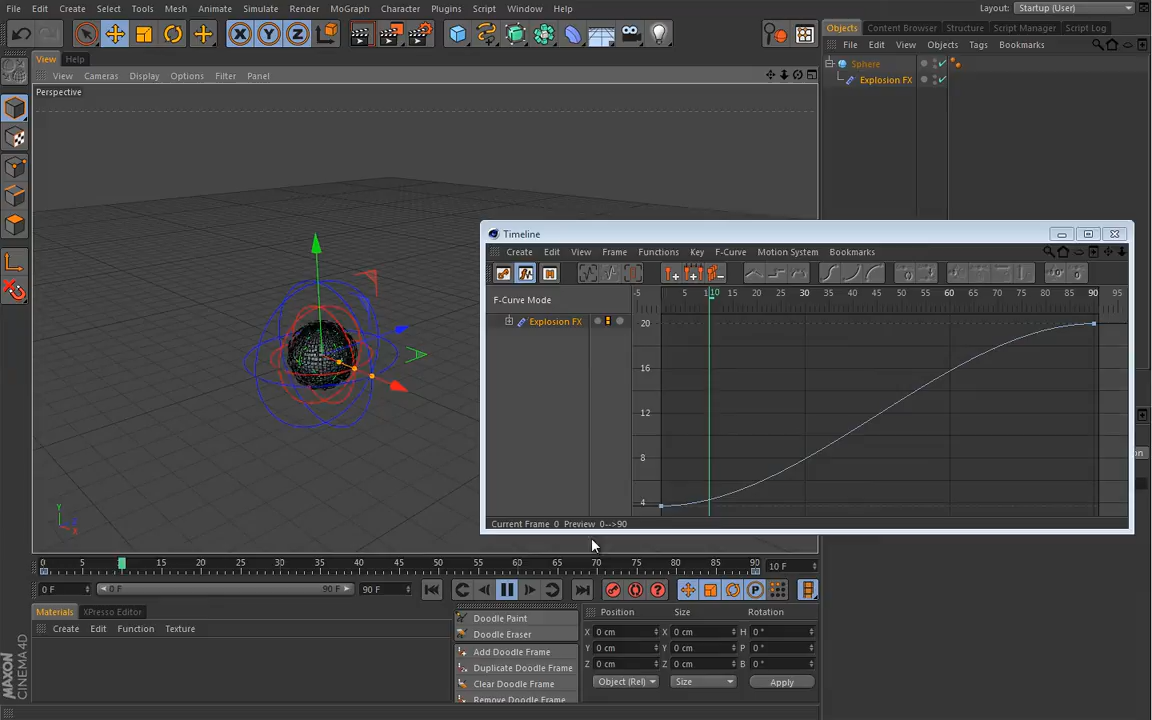 File Edit Create Select Tools Mesh Animate Simulate Render MoGraph Character Plugins Script Window Help Layout: Startup (User)
Objects Content Browser Structure Script Manager Script Log
File Edit View Objects Tags Bookmarks
View Help
View Cameras Display Options Filter Panel
Sphere
Explosion FX
Perspective
Timeline
Create Edit View Frame Functions Key F-Curve Motion System Bookmarks
F-Curve Mode
-5 5 10 15 20 25 30 35 40 45 50 55 60 65 70 75 80 85 90 95
Explosion FX
20
16
12
8
4
Current Frame 0 Preview 0-->90
Y
X
0 5 10 15 20 25 30 35 40 45 50 55 60 65 70 75 80 85 90 10 F
0 F 0 F 90 F 90 F
Materials XPresso Editor
Create Edit Function Texture
Doodle Paint
Doodle Eraser
Add Doodle Frame
Duplicate Doodle Frame
Clear Doodle Frame
Remove Doodle Frame
Position Size Rotation
X 0 cm X 0 cm H 0 °
Y 0 cm Y 0 cm P 0 °
Z 0 cm Z 0 cm B 0 °
Object (Rel) Size Apply
MAXON
CINEMA 4D